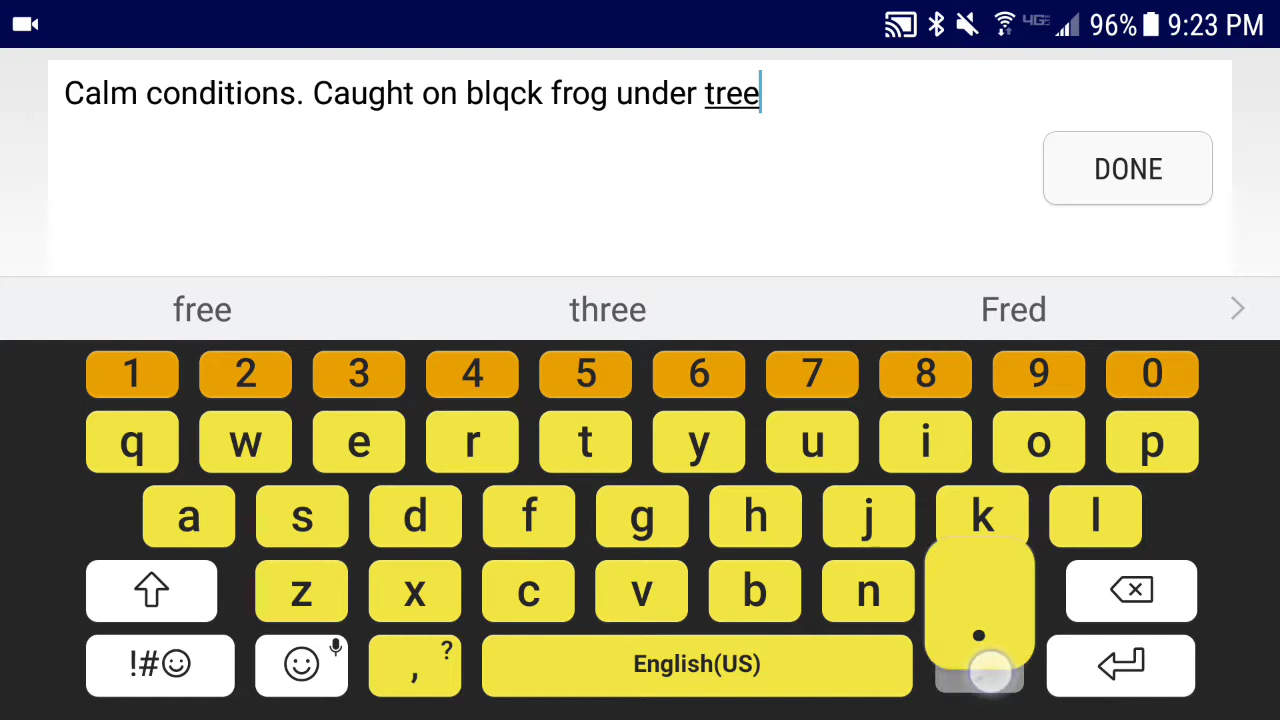 4GE 96% 9:23 PM
Calm conditions. Caught on blqck frog under tree
DONE
free three Fred
1 2 3 4 5 6 7 8 9 0
q w e r t y u i o p
a s d f g h j k l
z x c v b n
!#☺ , ? English(US) .